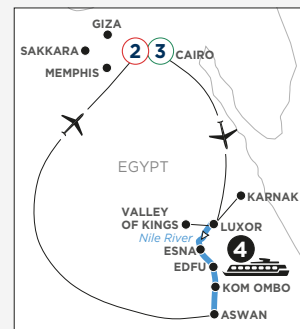 GIZA
SAKKARA
MEMPHIS
2 3 CAIRO
EGYPT
KARNAK
VALLEY
OF KINGS
LUXOR
Nile River
ESNA
4
EDFU
KOM OMBO
ASWAN